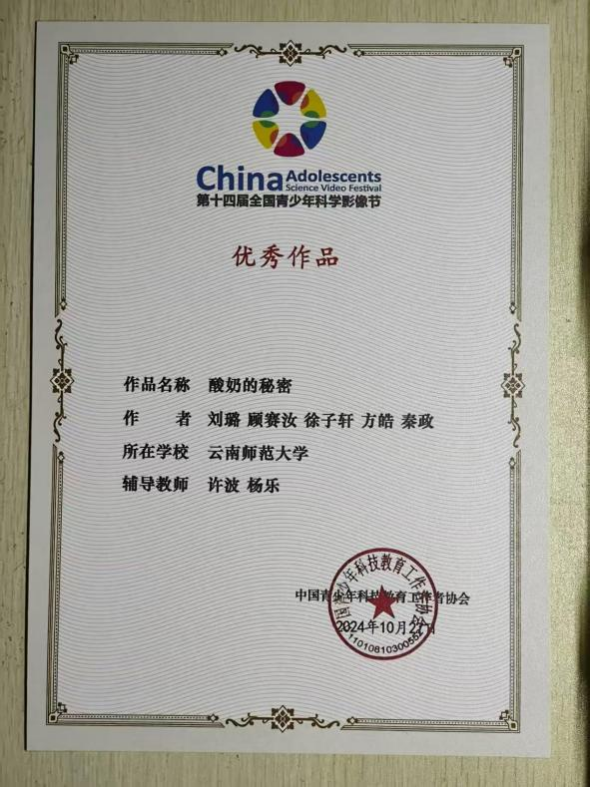 China Adolescents
Science Video Festival
第十四届全国青少年科学影像节
优秀作品
作品名称 酸奶的秘密
作 者 刘璐 顾赛汝 徐子轩 方皓 秦政
所在学校 云南师范大学
辅导教师 许波 杨乐
中国青少年科技教育工作者协会
2024年10月27日